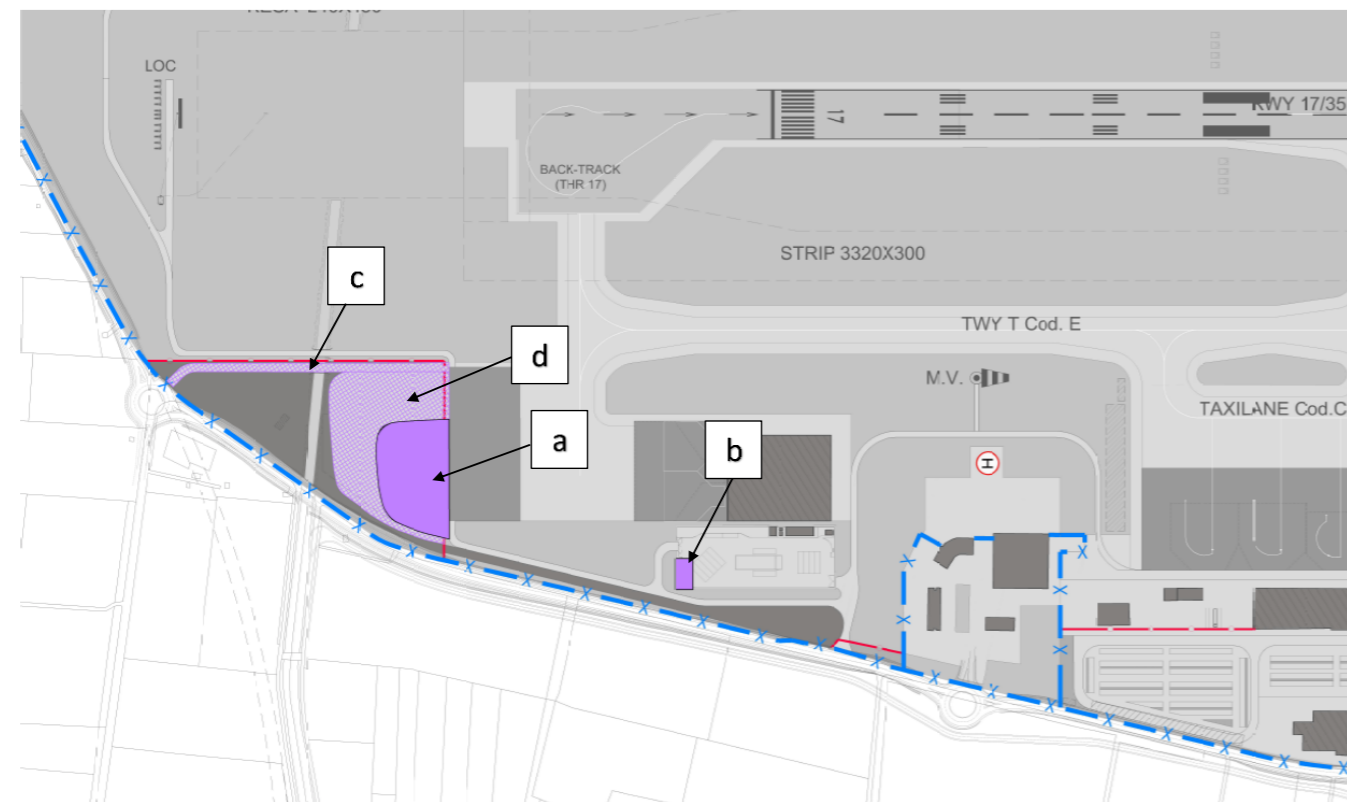 LOC
RWY 17/35
17
BACK-TRACK
(THR 17)
STRIP 3320X300
c
TWY T Cod. E
d
M.V.
TAXILANE Cod.C
a
b
H